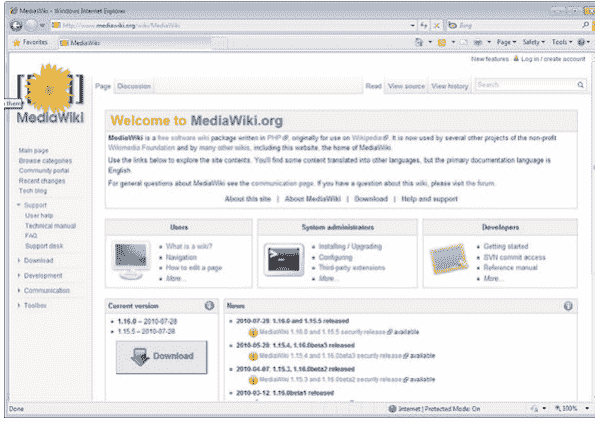 MediaWiki - Windows Internet Explorer
http://www.mediawiki.org/wiki/MediaWiki
Bing
Favorites MediaWiki Page Safety Tools
New features Log in / create account
Page Discussion Read View source View history Search
MediaWiki
Main page
Browse categories
Community portal
Recent changes
Tech blog
Support
User help
Technical manual
FAQ
Support desk
Download
Development
Communication
Toolbox
Welcome to MediaWiki.org
MediaWiki is a free software wiki package written in PHP, originally for use on Wikipedia. It is now used by several other projects of the non-profit
Wikimedia Foundation and by many other wikis, including this website, the home of MediaWiki.
Use the links below to explore the site contents. You'll find some content translated into other languages, but the primary documentation language is
English.
For general questions about MediaWiki see the communication page. If you have a question about this wiki, please visit the forum.
About this site | About MediaWiki | Download | Help and support
Users
What is a wiki?
Navigation
How to edit a page
More...
System administrators
Installing / Upgrading
Configuring
Third-party extensions
More...
Developers
Getting started
SVN commit access
Reference manual
More...
Current version
1.16.0 – 2010-07-28
1.15.5 – 2010-07-28
Download
News
2010-07-28: 1.16.0 and 1.15.5 released
MediaWiki 1.16.0 and 1.15.5 security release available
2010-05-28: 1.15.4, 1.16.0beta3 released
MediaWiki 1.15.4 and 1.16.0beta3 security release available
2010-04-07: 1.15.3, 1.16.0beta2 released
MediaWiki 1.15.3 and 1.16.0beta2 security release available
2010-03-12: 1.16.0beta1 released
Done Internet | Protected Mode: On 100%